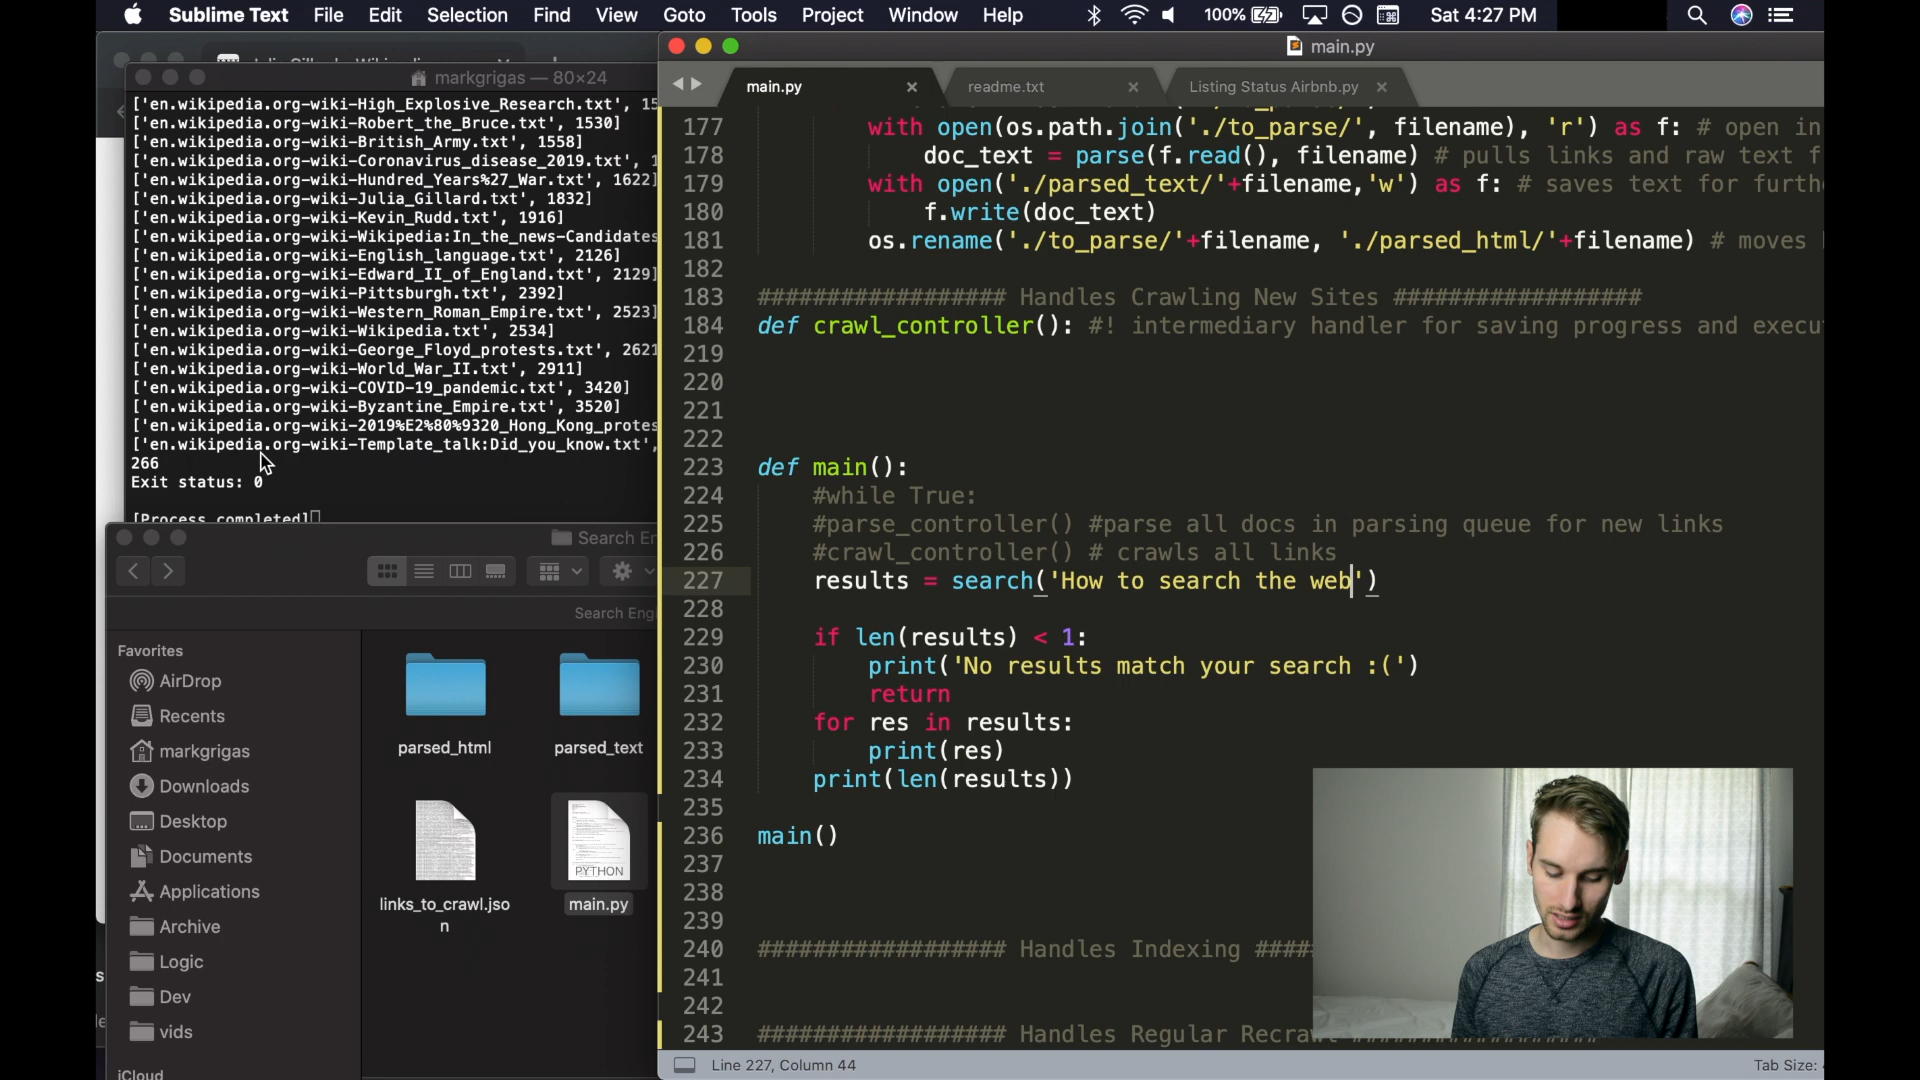 Sublime Text File Edit Selection Find View Goto Tools Project Window Help 100% Sat 4:27 PM
markgrigas — 80×24
['en.wikipedia.org-wiki-High_Explosive_Research.txt', 15
['en.wikipedia.org-wiki-Robert_the_Bruce.txt', 1530]
['en.wikipedia.org-wiki-British_Army.txt', 1558]
['en.wikipedia.org-wiki-Coronavirus_disease_2019.txt', 1
['en.wikipedia.org-wiki-Hundred_Years%27_War.txt', 1622]
['en.wikipedia.org-wiki-Julia_Gillard.txt', 1832]
['en.wikipedia.org-wiki-Kevin_Rudd.txt', 1916]
['en.wikipedia.org-wiki-Wikipedia:In_the_news-Candidates
['en.wikipedia.org-wiki-English_language.txt', 2126]
['en.wikipedia.org-wiki-Edward_II_of_England.txt', 2129]
['en.wikipedia.org-wiki-Pittsburgh.txt', 2392]
['en.wikipedia.org-wiki-Western_Roman_Empire.txt', 2523]
['en.wikipedia.org-wiki-Wikipedia.txt', 2534]
['en.wikipedia.org-wiki-George_Floyd_protests.txt', 2621
['en.wikipedia.org-wiki-World_War_II.txt', 2911]
['en.wikipedia.org-wiki-COVID-19_pandemic.txt', 3420]
['en.wikipedia.org-wiki-Byzantine_Empire.txt', 3520]
['en.wikipedia.org-wiki-2019%E2%80%9320_Hong_Kong_protes
['en.wikipedia.org-wiki-Template_talk:Did_you_know.txt',
266
Exit status: 0
[Process completed]
Search En
Search Eng
Favorites
AirDrop
Recents
markgrigas
Downloads
Desktop
Documents
Applications
Archive
Logic
Dev
vids
iCloud
parsed_html
parsed_text
links_to_crawl.jso
n
PYTHON
main.py
main.py
main.py readme.txt Listing Status Airbnb.py
177 with open(os.path.join('./to_parse/', filename), 'r') as f: # open in
178 doc_text = parse(f.read(), filename) # pulls links and raw text f
179 with open('./parsed_text/'+filename,'w') as f: # saves text for furth
180 f.write(doc_text)
181 os.rename('./to_parse/'+filename, './parsed_html/'+filename) # moves
182
183 ################## Handles Crawling New Sites ##################
184 def crawl_controller(): #! intermediary handler for saving progress and execu
219
220
221
222
223 def main():
224 #while True:
225 #parse_controller() #parse all docs in parsing queue for new links
226 #crawl_controller() # crawls all links
227 results = search('How to search the web')
228
229 if len(results) < 1:
230 print('No results match your search :(')
231 return
232 for res in results:
233 print(res)
234 print(len(results))
235
236 main()
237
238
239
240 ################## Handles Indexing ####
241
242
243 ################## Handles Regular Recraw
Line 227, Column 44
Tab Size: